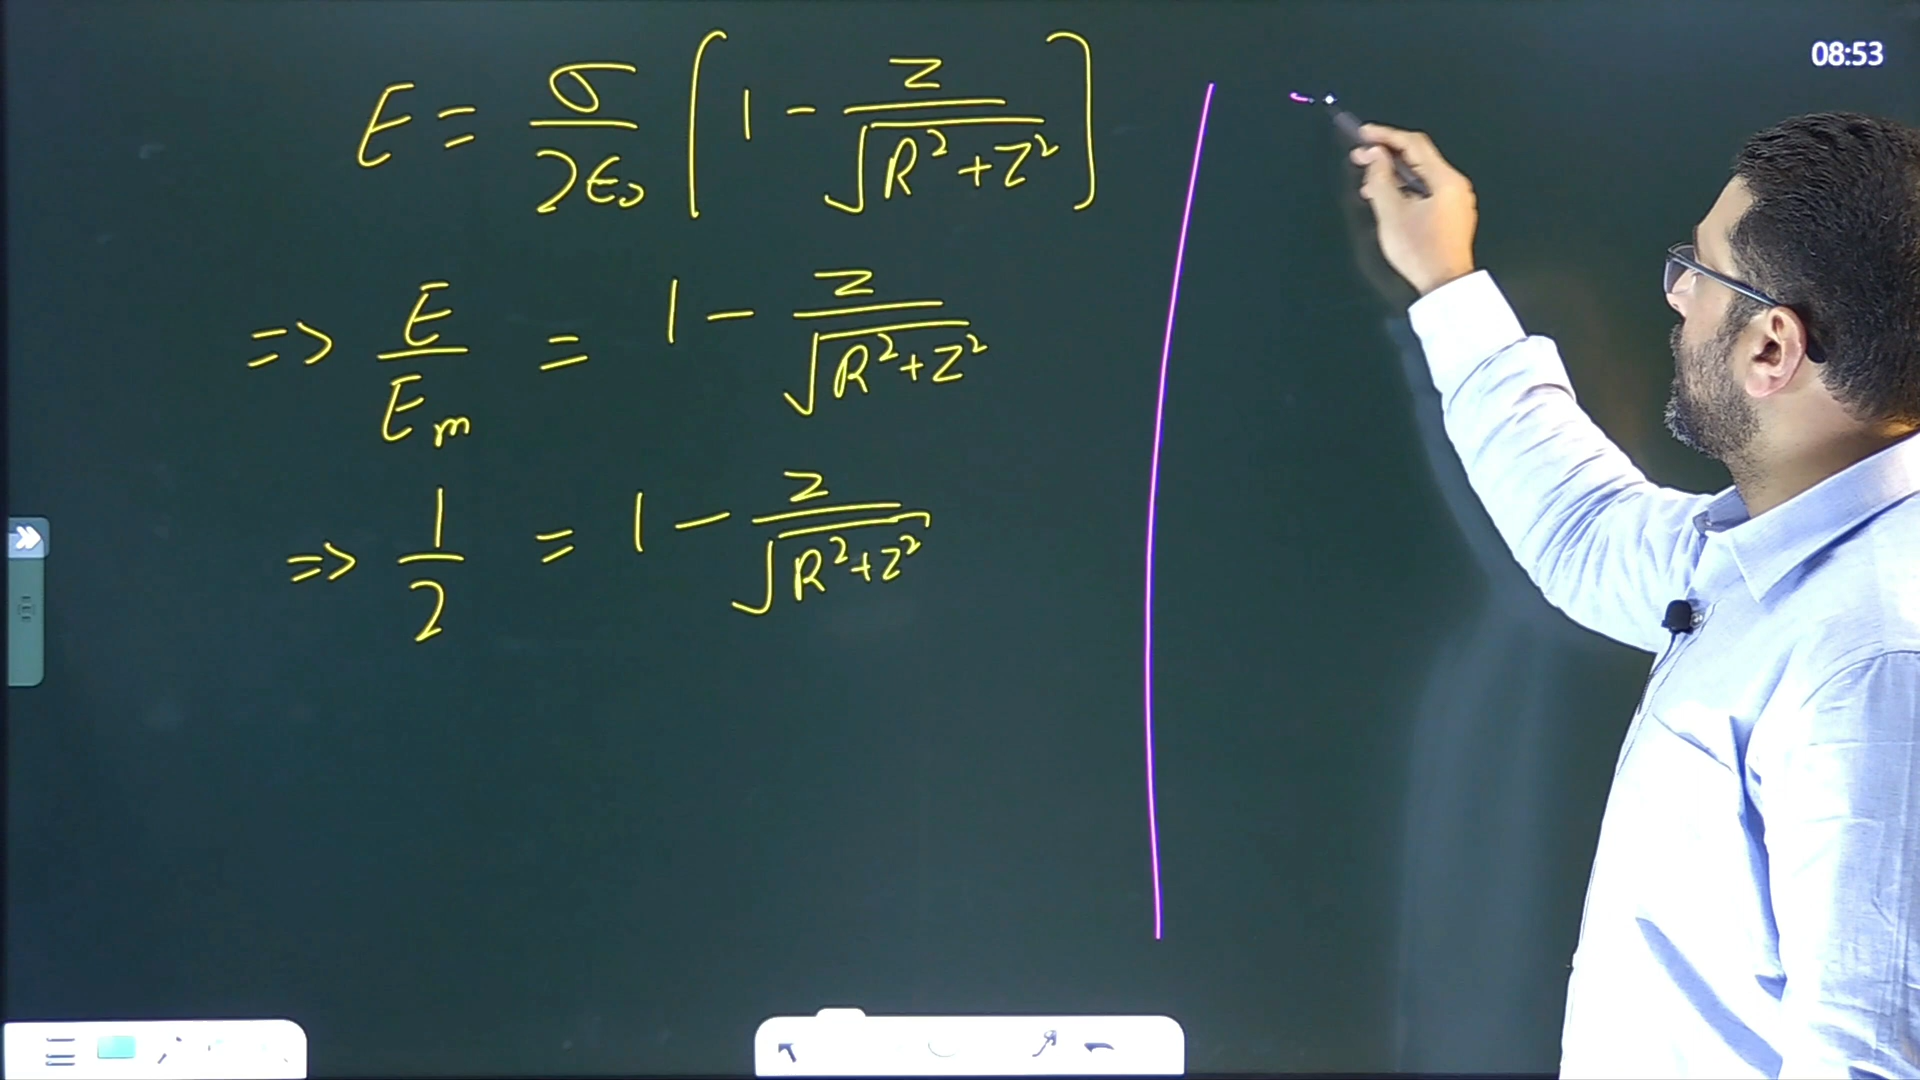 08:53
E = σ/2ϵ₀ [1 - z/√R²+z²]
=> E/Eₘ = 1 - z/√R²+z²
=> 1/2 = 1 - z/√R²+z²